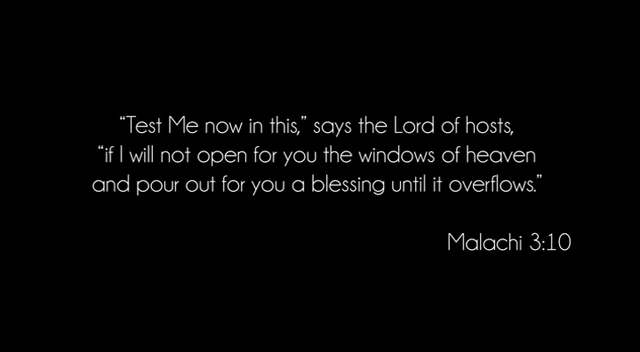 “Test Me now in this,” says the Lord of hosts,
“if I will not open for you the windows of heaven
and pour out for you a blessing until it overflows.”
Malachi 3:10